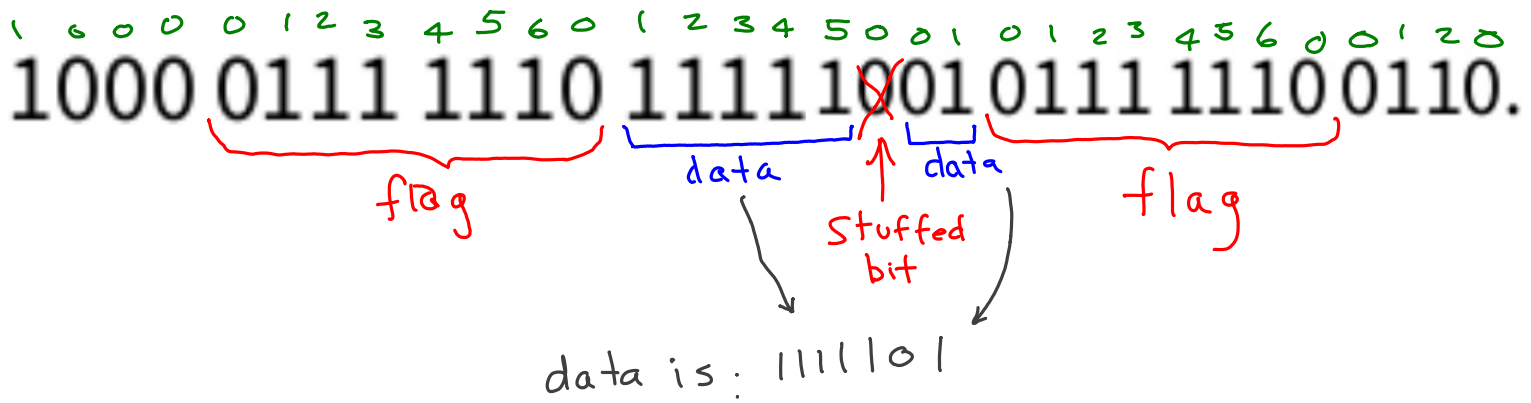 1 0 0 0 0 1 2 3 4 5 6 0 1 2 3 4 5 0 0 1 0 1 2 3 4 5 6 0 0 1 2 0
1000 0111 1110 1111 1001 0111 1110 0110.
flag data data flag
stuffed
bit
data is: 1111101